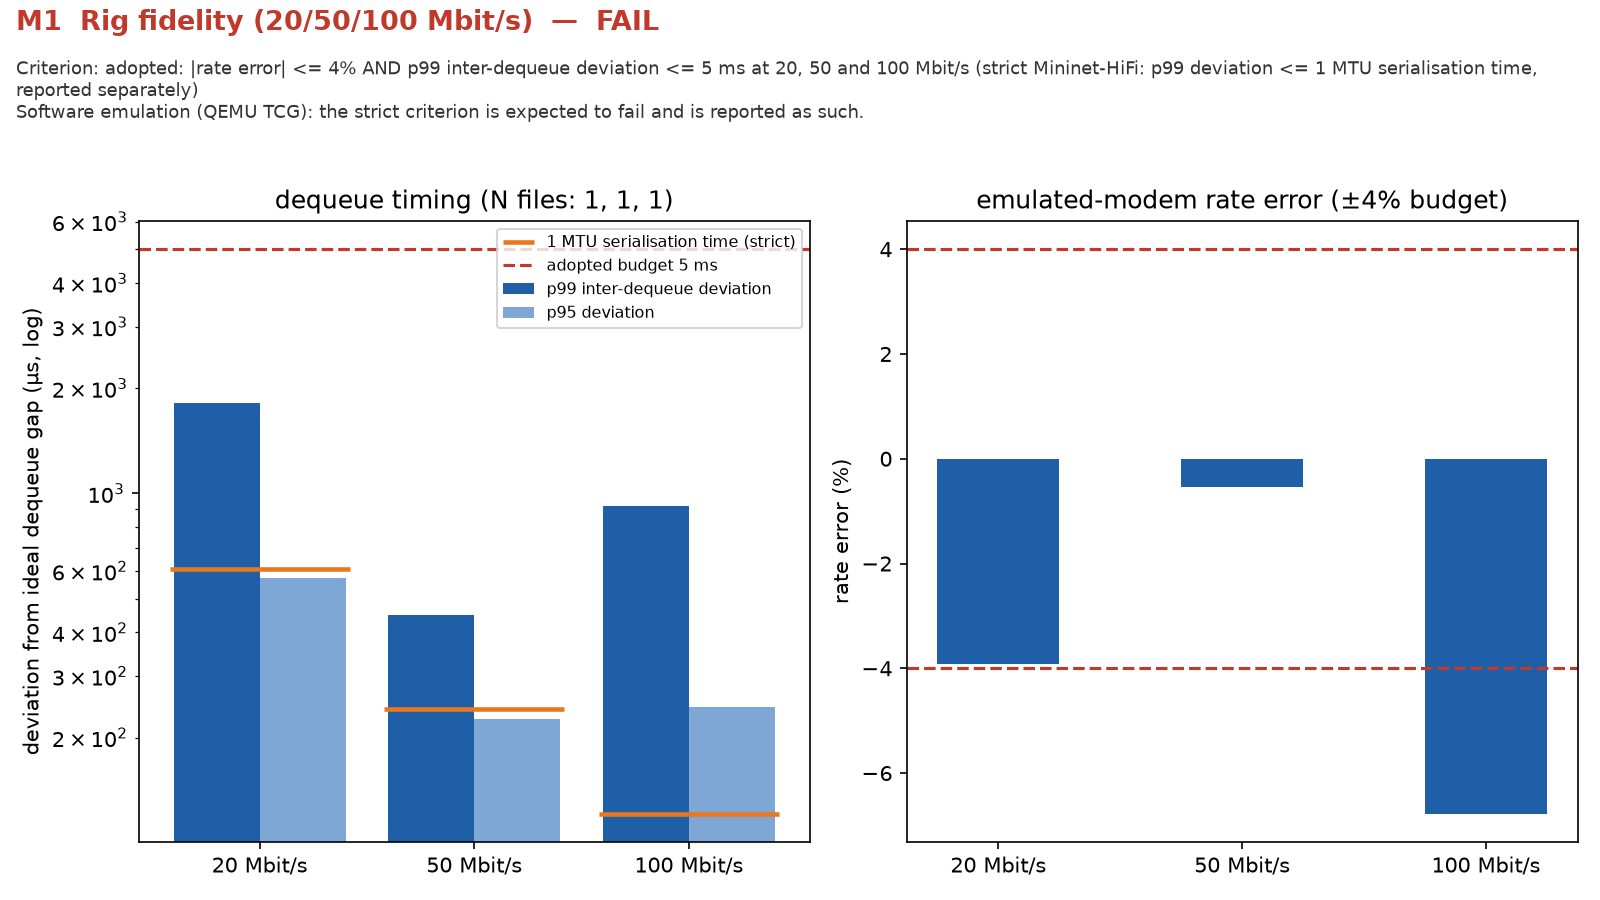 M1  Rig fidelity (20/50/100 Mbit/s)  —  FAIL
Criterion: adopted: |rate error| <= 4% AND p99 inter-dequeue deviation <= 5 ms at 20, 50 and 100 Mbit/s (strict Mininet-HiFi: p99 deviation <= 1 MTU serialisation time,
reported separately)
Software emulation (QEMU TCG): the strict criterion is expected to fail and is reported as such.
dequeue timing (N files: 1, 1, 1)
deviation from ideal dequeue gap (µs, log)
6 × 10³
4 × 10³
3 × 10³
2 × 10³
10³
6 × 10²
4 × 10²
3 × 10²
2 × 10²
1 MTU serialisation time (strict)
adopted budget 5 ms
p99 inter-dequeue deviation
p95 deviation
20 Mbit/s
50 Mbit/s
100 Mbit/s
emulated-modem rate error (±4% budget)
rate error (%)
4
2
0
−2
−4
−6
20 Mbit/s
50 Mbit/s
100 Mbit/s